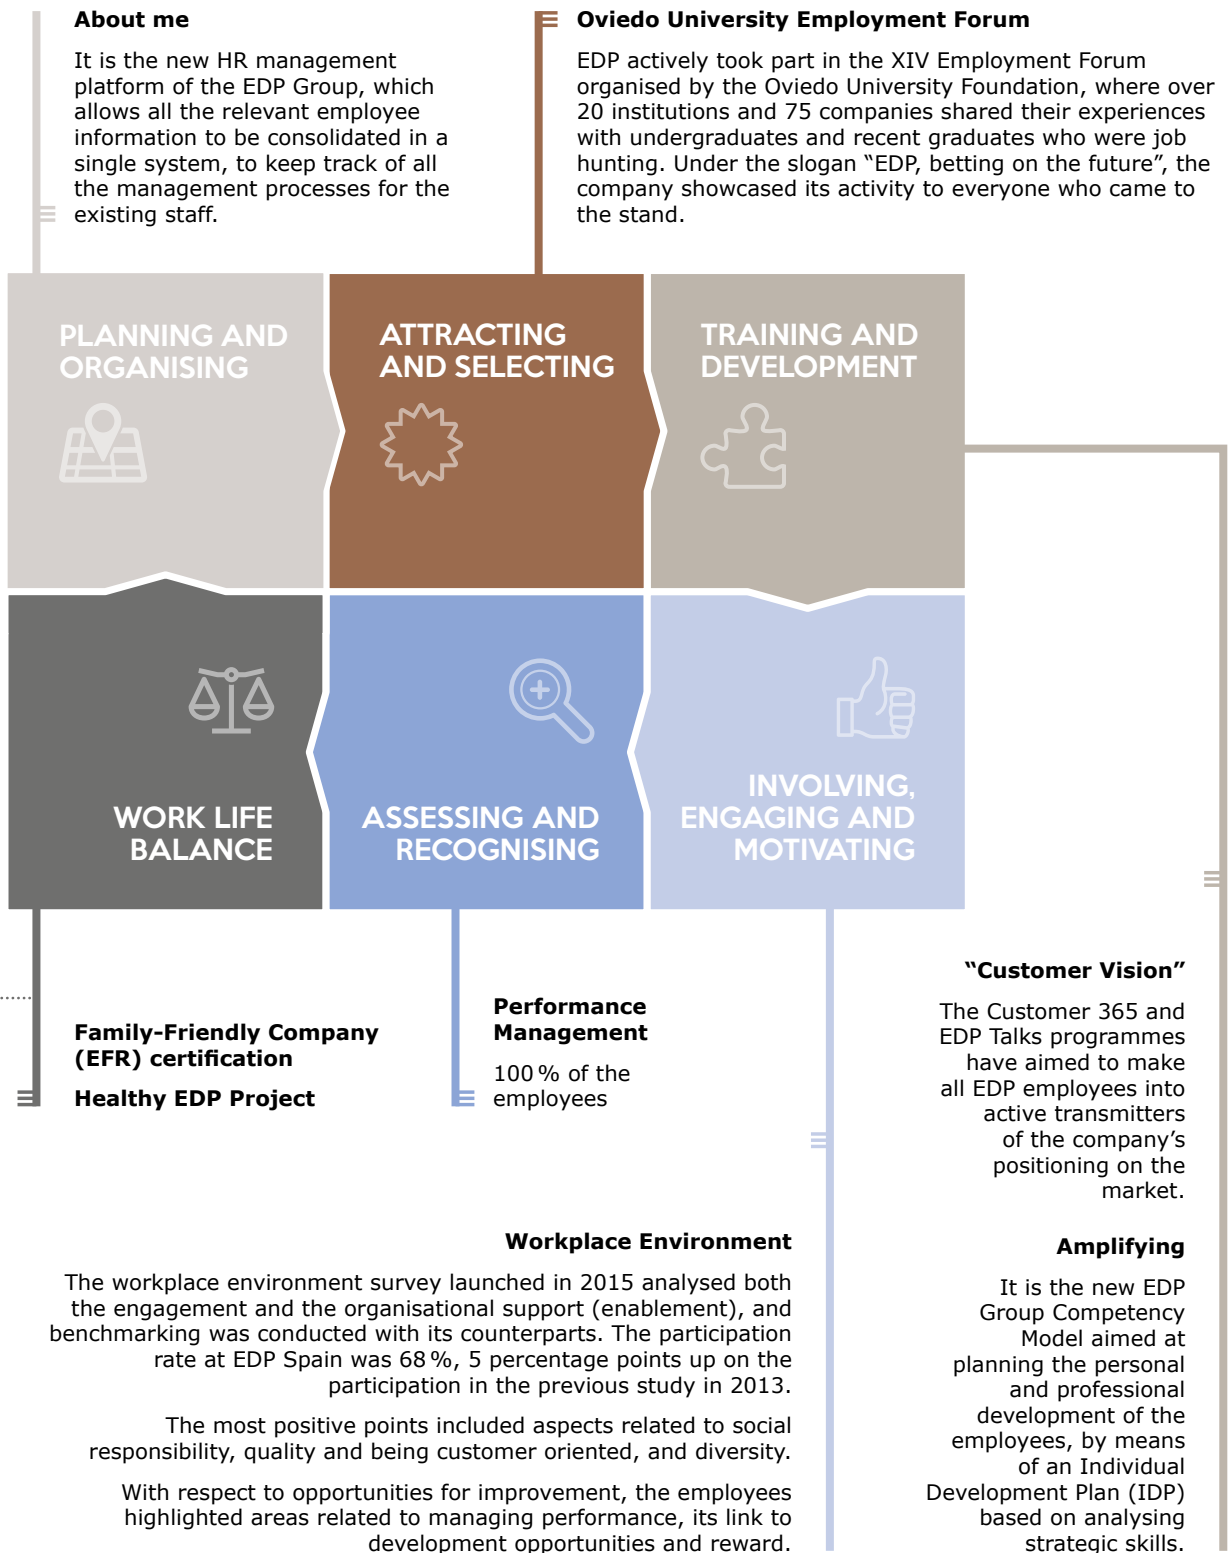 About me
It is the new HR management
platform of the EDP Group, which
allows all the relevant employee
information to be consolidated in a
single system, to keep track of all
the management processes for the
existing staff.
Oviedo University Employment Forum
EDP actively took part in the XIV Employment Forum
organised by the Oviedo University Foundation, where over
20 institutions and 75 companies shared their experiences
with undergraduates and recent graduates who were job
hunting. Under the slogan “EDP, betting on the future”, the
company showcased its activity to everyone who came to
the stand.
PLANNING AND
ORGANISING
ATTRACTING
AND SELECTING
TRAINING AND
DEVELOPMENT
WORK LIFE
BALANCE
ASSESSING AND
RECOGNISING
INVOLVING,
ENGAGING AND
MOTIVATING
Family-Friendly Company
(EFR) certification
Healthy EDP Project
Performance
Management
100 % of the
employees
“Customer Vision”
The Customer 365 and
EDP Talks programmes
have aimed to make
all EDP employees into
active transmitters
of the company’s
positioning on the
market.
Amplifying
It is the new EDP
Group Competency
Model aimed at
planning the personal
and professional
development of the
employees, by means
of an Individual
Development Plan (IDP)
based on analysing
strategic skills.
Workplace Environment
The workplace environment survey launched in 2015 analysed both
the engagement and the organisational support (enablement), and
benchmarking was conducted with its counterparts. The participation
rate at EDP Spain was 68 %, 5 percentage points up on the
participation in the previous study in 2013.
The most positive points included aspects related to social
responsibility, quality and being customer oriented, and diversity.
With respect to opportunities for improvement, the employees
highlighted areas related to managing performance, its link to
development opportunities and reward.